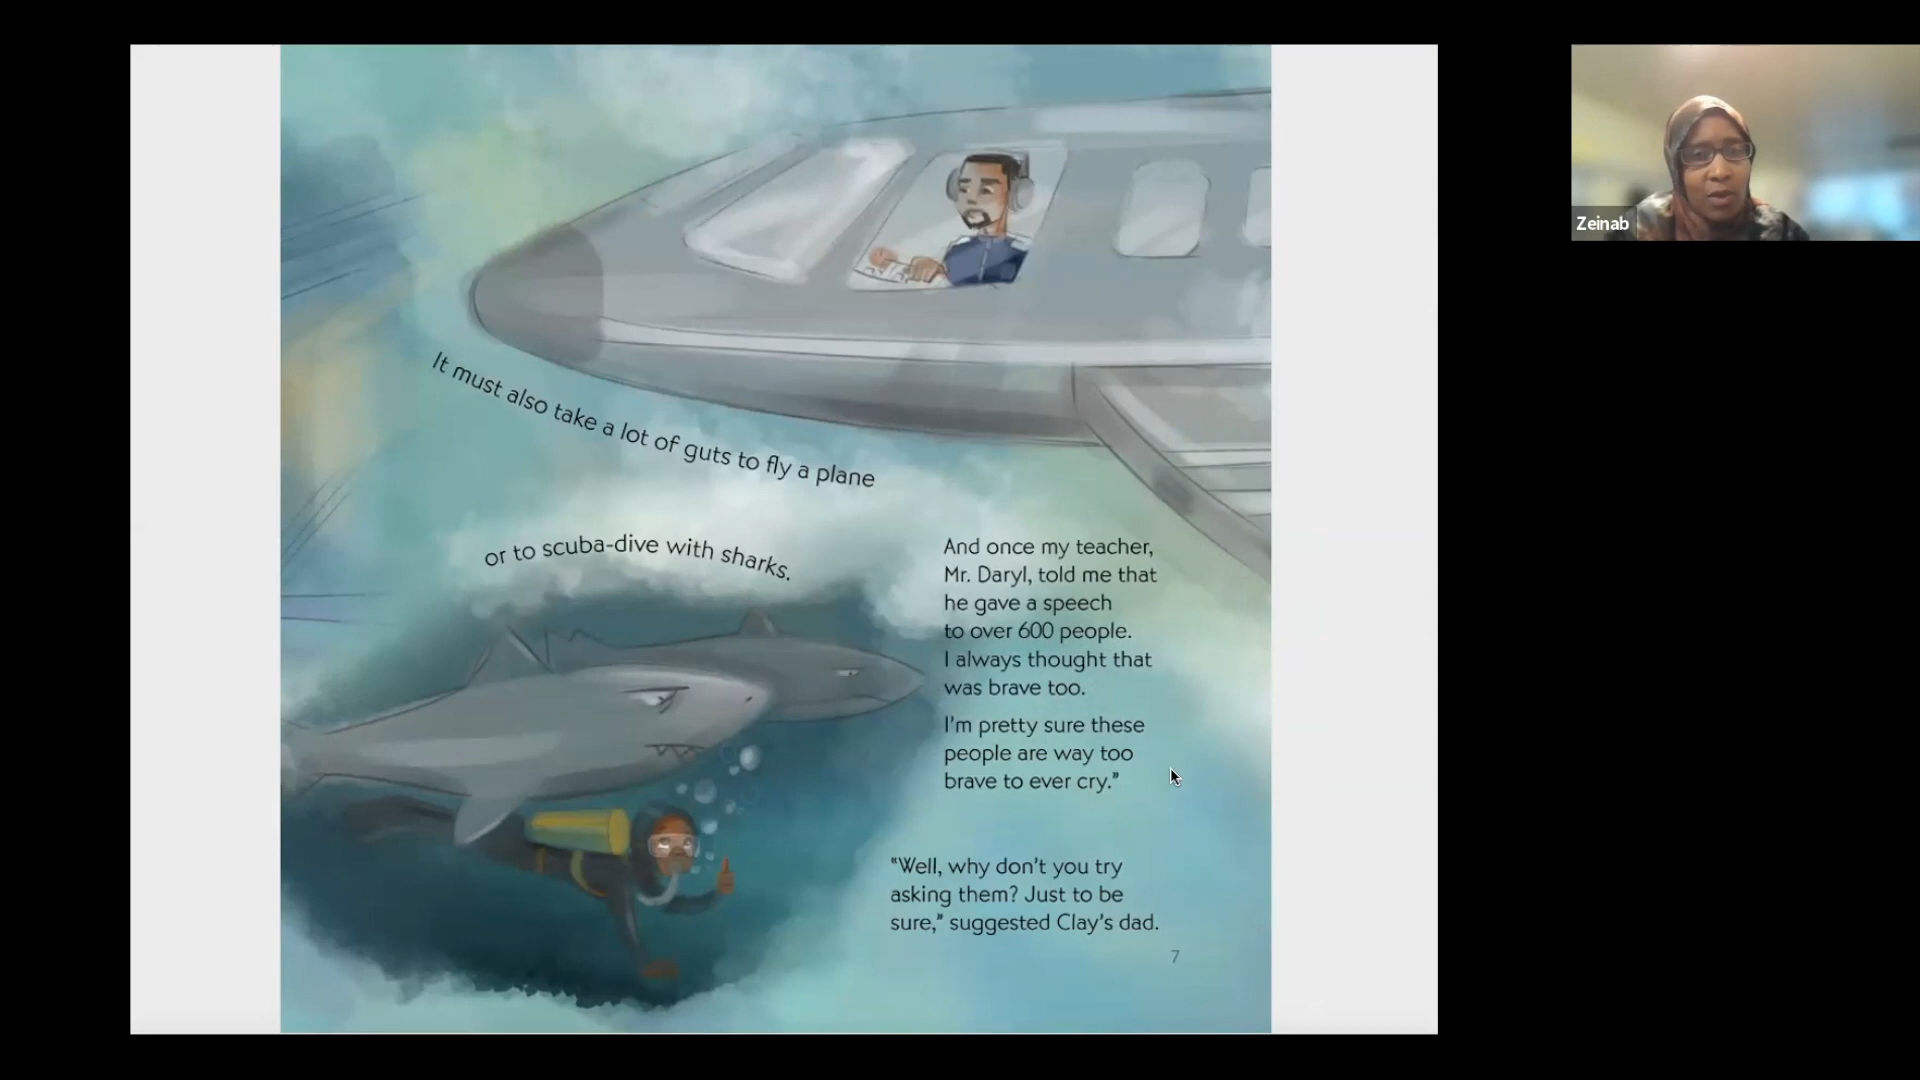 It must also take a lot of guts to fly a plane
or to scuba-dive with sharks.
And once my teacher,
Mr. Daryl, told me that
he gave a speech
to over 600 people.
I always thought that
was brave too.
I'm pretty sure these
people are way too
brave to ever cry.”
“Well, why don't you try
asking them? Just to be
sure,” suggested Clay's dad.
7
Zeinab